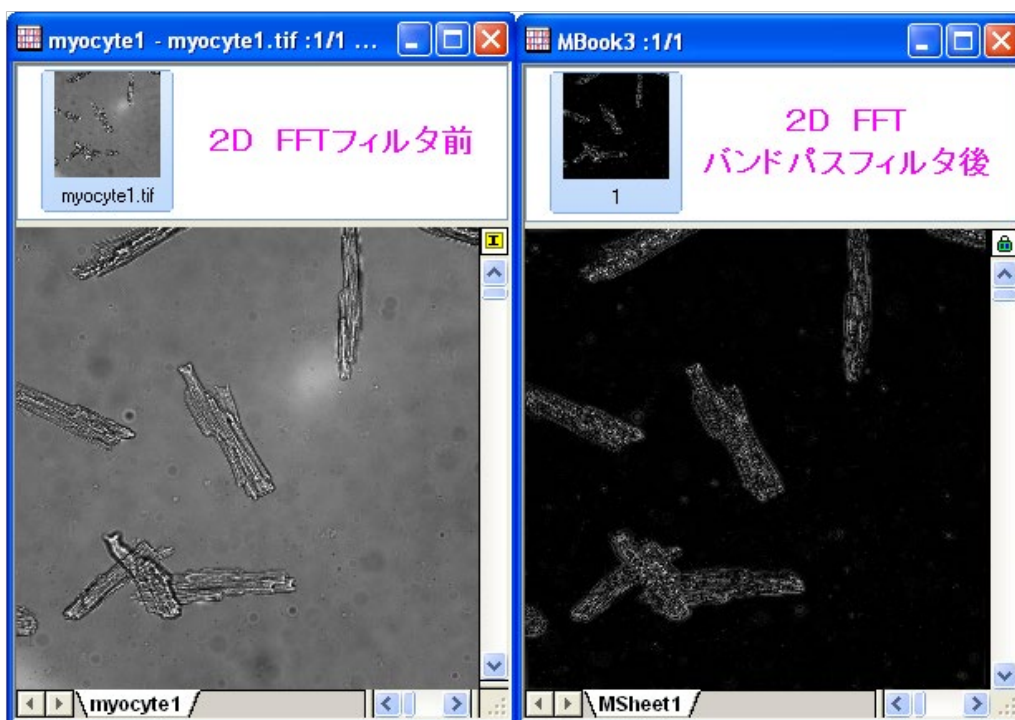 myocyte1 - myocyte1.tif :1/1 ...
2D FFTフィルタ前
myocyte1.tif
myocyte1
MBook3 :1/1
2D FFT
バンドパスフィルタ後
1
MSheet1